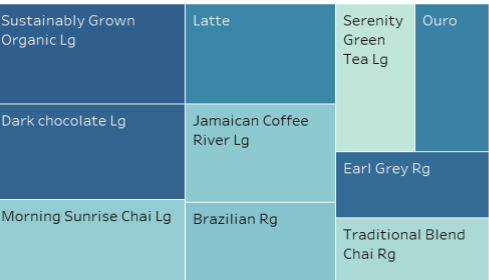 Sustainably Grown
Organic Lg
Dark chocolate Lg
Morning Sunrise Chai Lg
Latte
Jamaican Coffee
River Lg
Brazilian Rg
Serenity
Green
Tea Lg
Ouro
Earl Grey Rg
Traditional Blend
Chai Rg